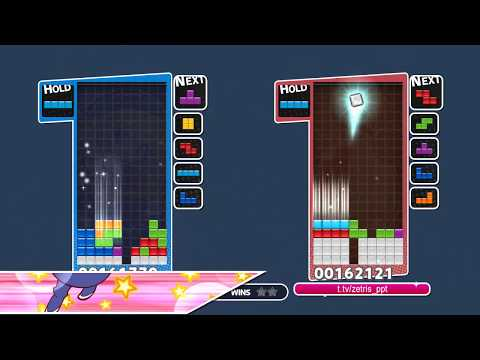 HOLD
NEXT
HOLD
NEXT
00162121
WINS
t.tv/zetris_ppt